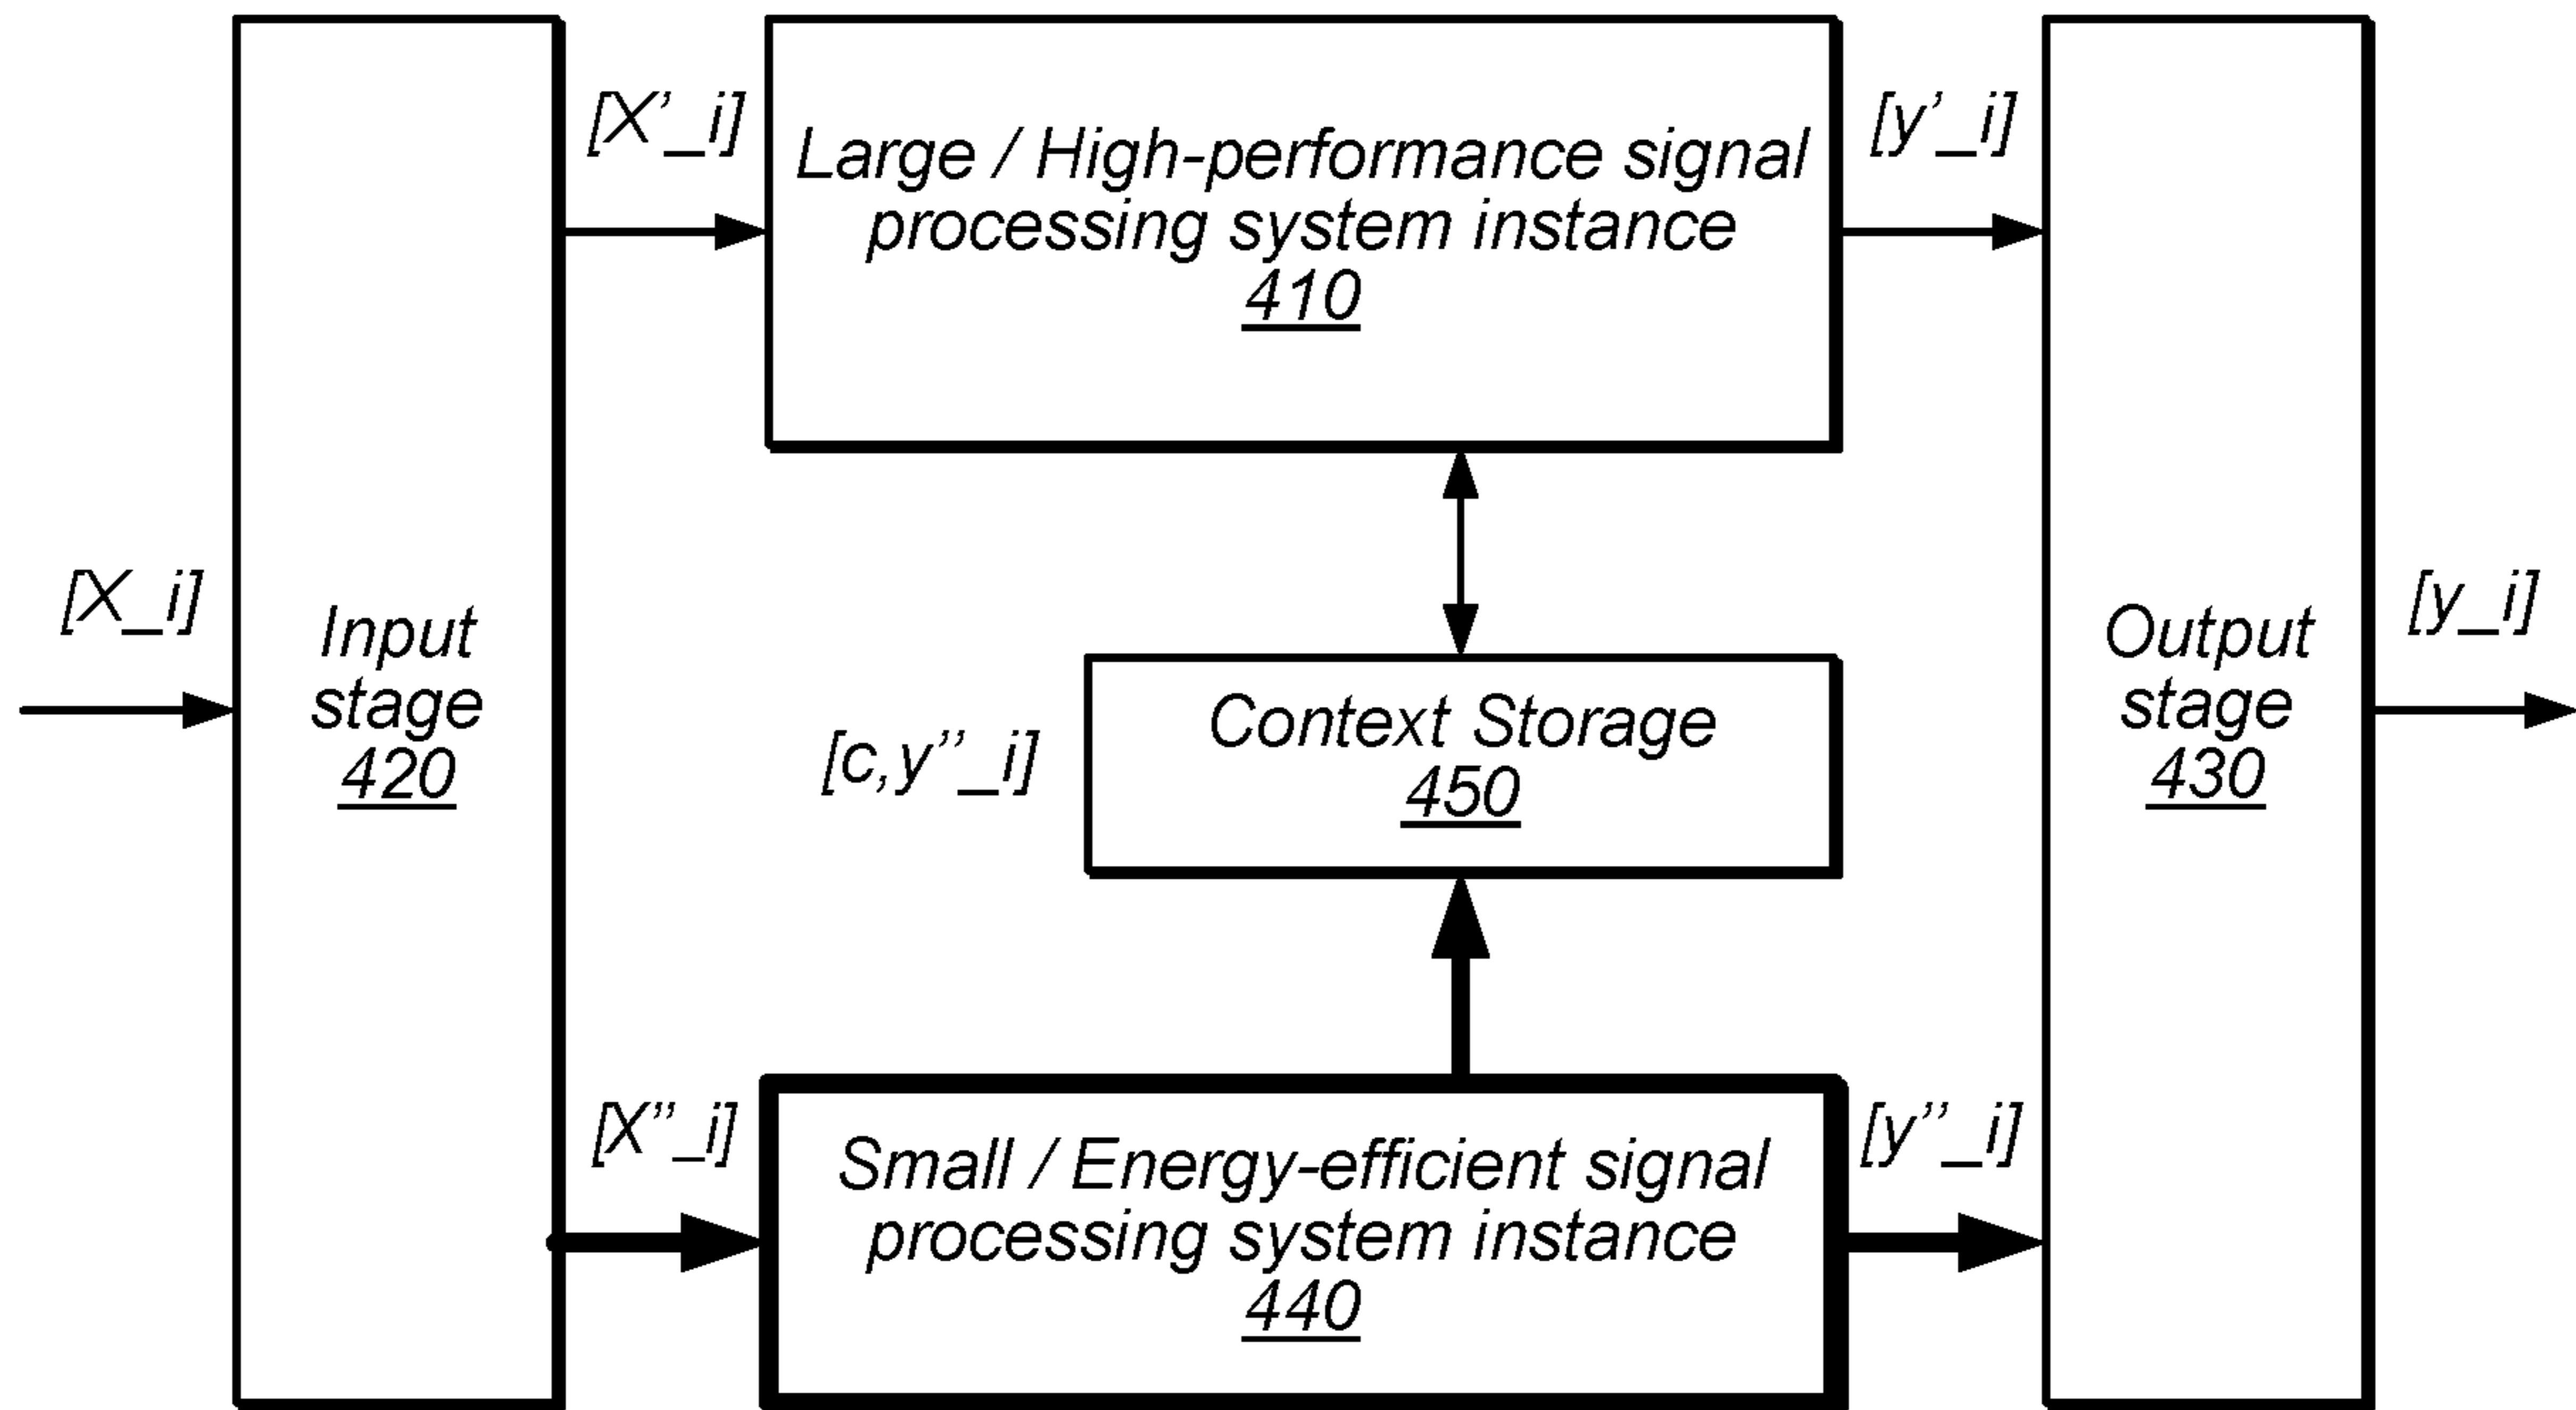 [X'_i]
Large / High-performance signal
processing system instance
410
[y'_i]
[X_i]
Input
stage
420
[c,y''_i]
Context Storage
450
Output
stage
430
[y_i]
[X''_i]
Small / Energy-efficient signal
processing system instance
440
[y''_i]